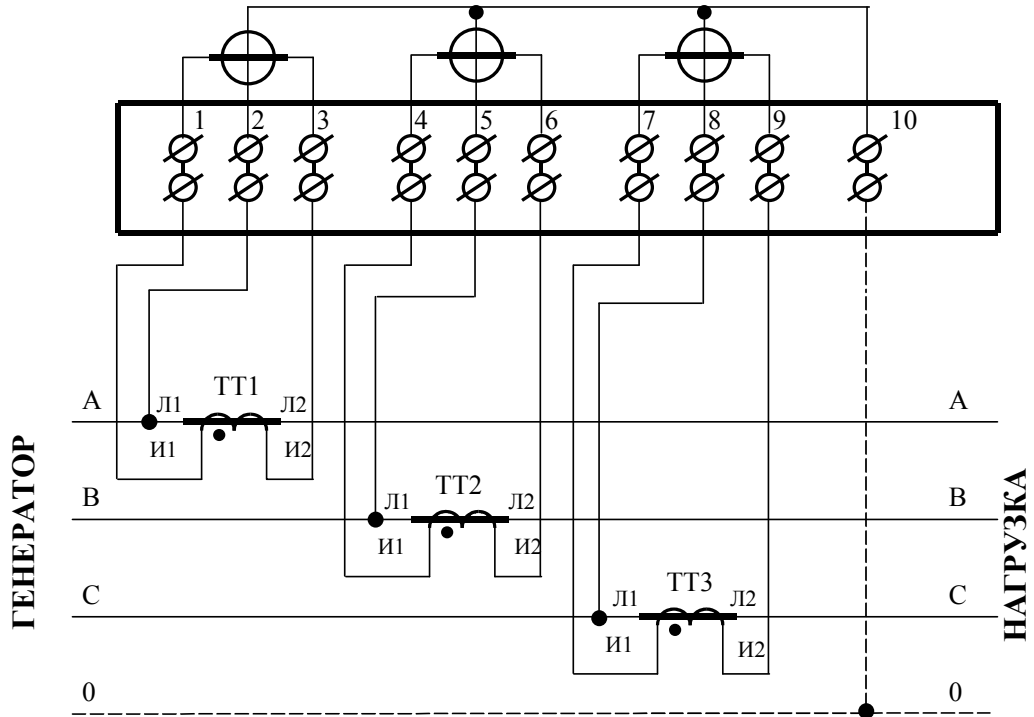 1 2 3 4 5 6 7 8 9 10
ТТ1
А Л1 Л2 А
И1 И2
ТТ2
В Л1 Л2 В
И1 И2
ТТ3
С Л1 Л2 С
И1 И2
0 0
ГЕНЕРАТОР
НАГРУЗКА